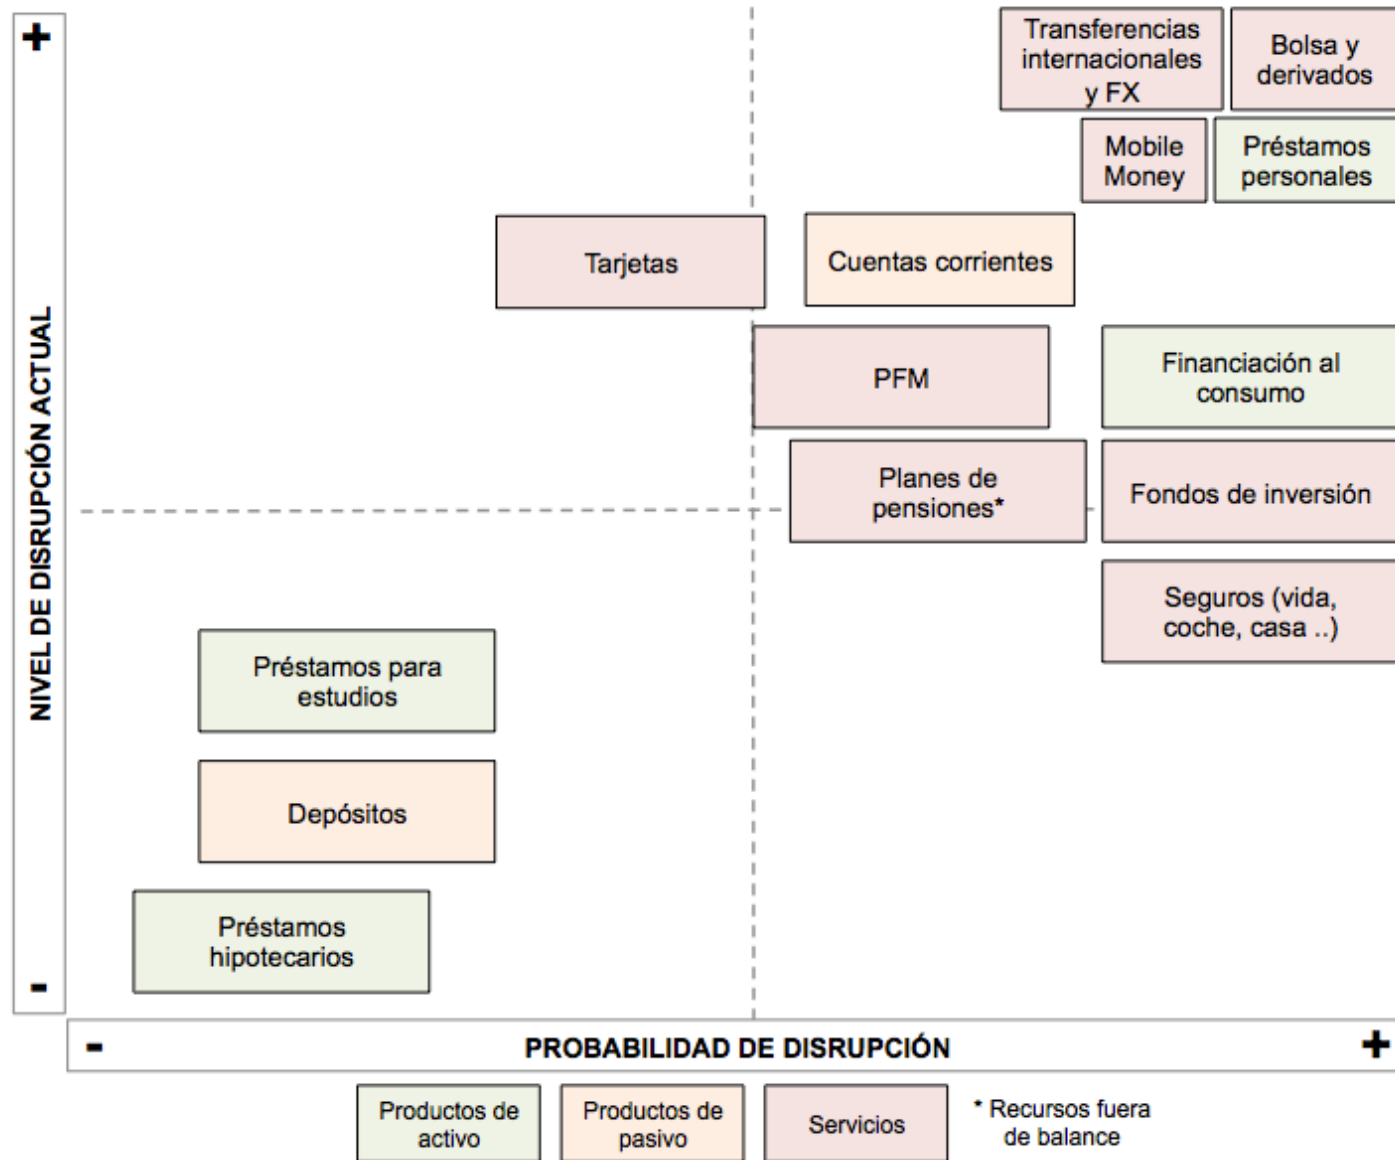 +
Transferencias
internacionales
y FX
Bolsa y
derivados
Mobile
Money
Préstamos
personales
Tarjetas
Cuentas corrientes
PFM
Financiación al
consumo
Planes de
pensiones*
Fondos de inversión
Seguros (vida,
coche, casa ..)
NIVEL DE DISRUPCIÓN ACTUAL
Préstamos para
estudios
Depósitos
Préstamos
hipotecarios
-
-
PROBABILIDAD DE DISRUPCIÓN
+
Productos de
activo
Productos de
pasivo
Servicios
* Recursos fuera
de balance